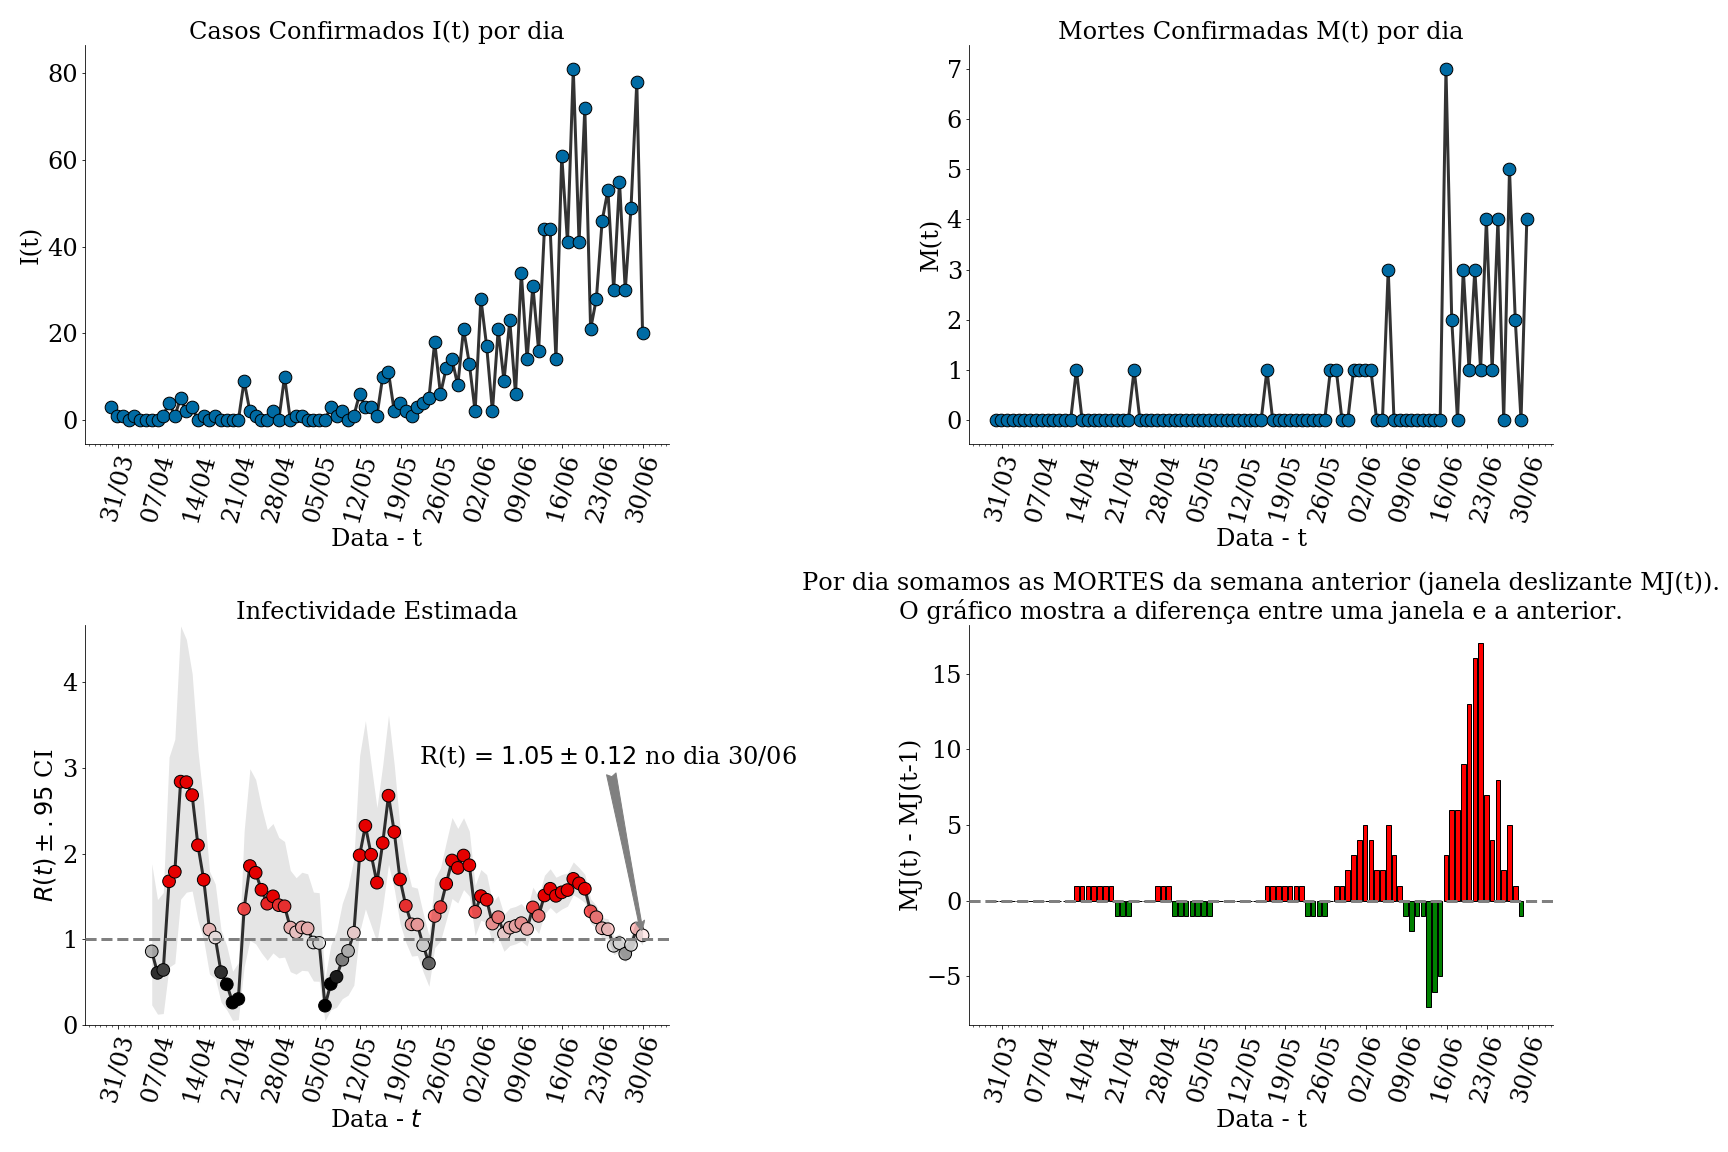 Casos Confirmados I(t) por dia
I(t)
80
60
40
20
0
31/03 07/04 14/04 21/04 28/04 05/05 12/05 19/05 26/05 02/06 09/06 16/06 23/06 30/06
Data - t
Mortes Confirmadas M(t) por dia
M(t)
7
6
5
4
3
2
1
0
31/03 07/04 14/04 21/04 28/04 05/05 12/05 19/05 26/05 02/06 09/06 16/06 23/06 30/06
Data - t
Infectividade Estimada
R(t) ± . 95 CI
4
3
2
1
0
R(t) = 1.05 ± 0.12 no dia 30/06
31/03 07/04 14/04 21/04 28/04 05/05 12/05 19/05 26/05 02/06 09/06 16/06 23/06 30/06
Data - t
Por dia somamos as MORTES da semana anterior (janela deslizante MJ(t)).
O gráfico mostra a diferença entre uma janela e a anterior.
MJ(t) - MJ(t-1)
15
10
5
0
−5
31/03 07/04 14/04 21/04 28/04 05/05 12/05 19/05 26/05 02/06 09/06 16/06 23/06 30/06
Data - t